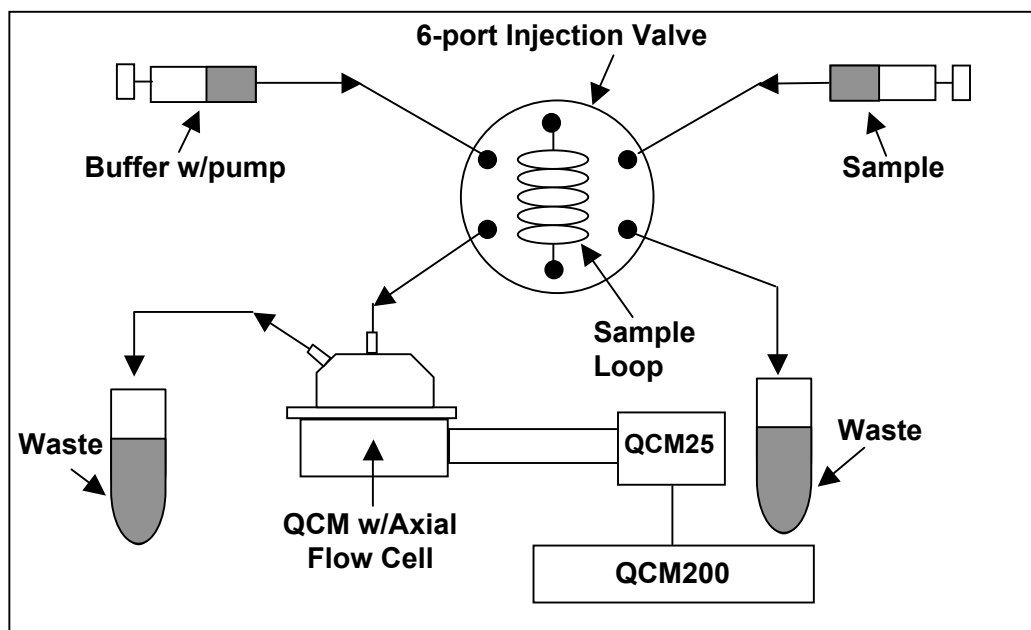 6-port Injection Valve
Buffer w/pump
Sample
Sample
Loop
Waste
QCM25
Waste
QCM w/Axial
Flow Cell
QCM200